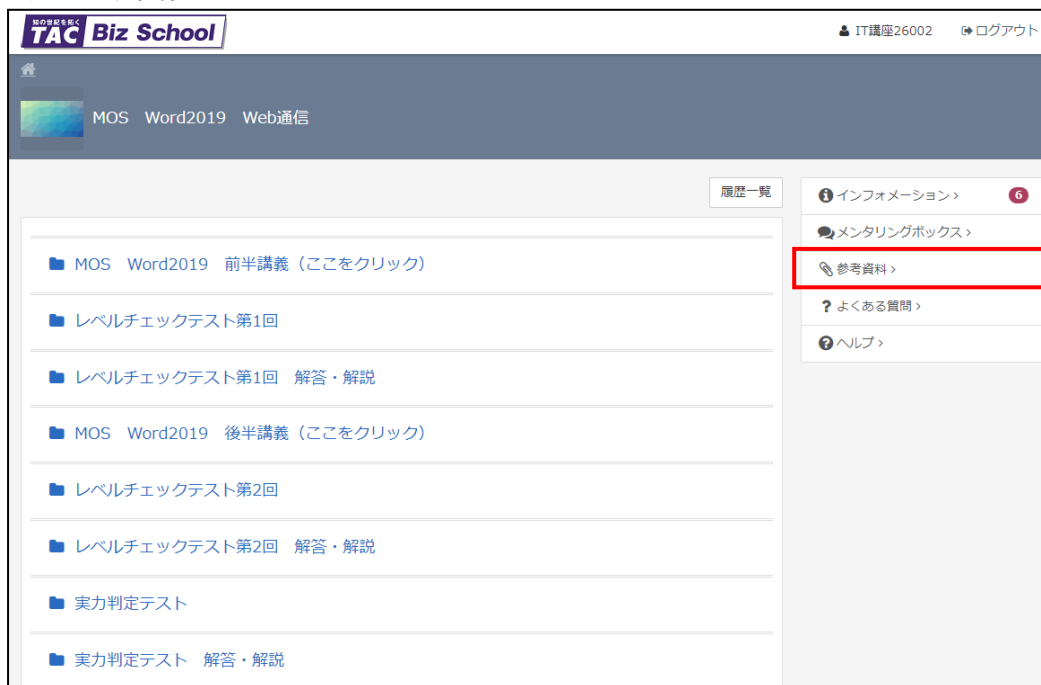 知の世紀を拓く
TAC Biz School
IT講座26002 ログアウト
MOS Word2019 Web通信
履歴一覧
MOS Word2019 前半講義（ここをクリック）
レベルチェックテスト第1回
レベルチェックテスト第1回 解答・解説
MOS Word2019 後半講義（ここをクリック）
レベルチェックテスト第2回
レベルチェックテスト第2回 解答・解説
実力判定テスト
実力判定テスト 解答・解説
インフォメーション › 6
メンタリングボックス ›
参考資料 ›
? よくある質問 ›
ヘルプ ›